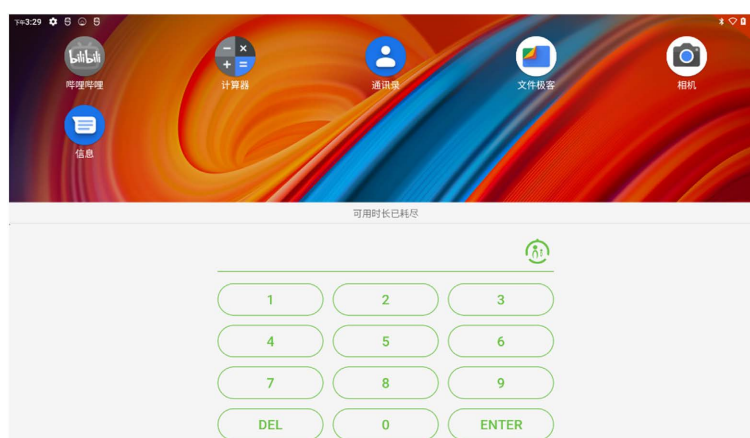 下午3:29
bilibili
哔哩哔哩
计算器
通讯录
文件极客
相机
信息
可用时长已耗尽
1 2 3
4 5 6
7 8 9
DEL 0 ENTER